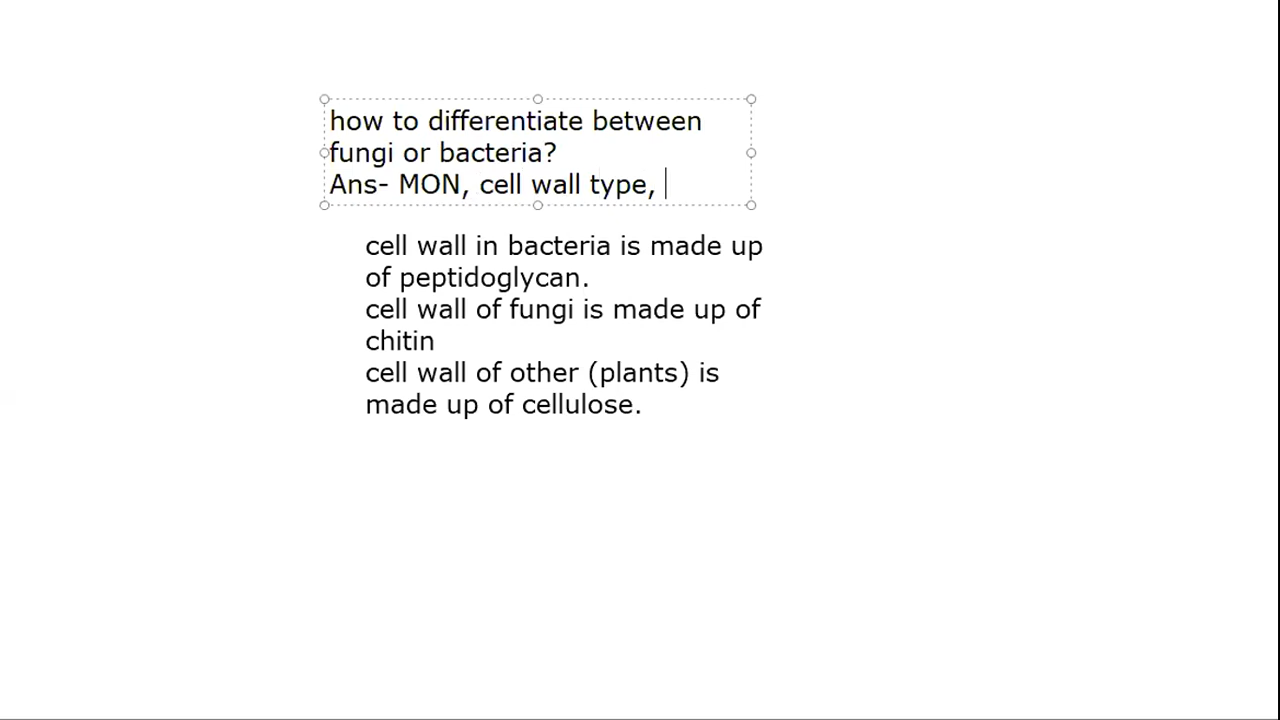 how to differentiate between
fungi or bacteria?
Ans- MON, cell wall type,
cell wall in bacteria is made up
of peptidoglycan.
cell wall of fungi is made up of
chitin
cell wall of other (plants) is
made up of cellulose.